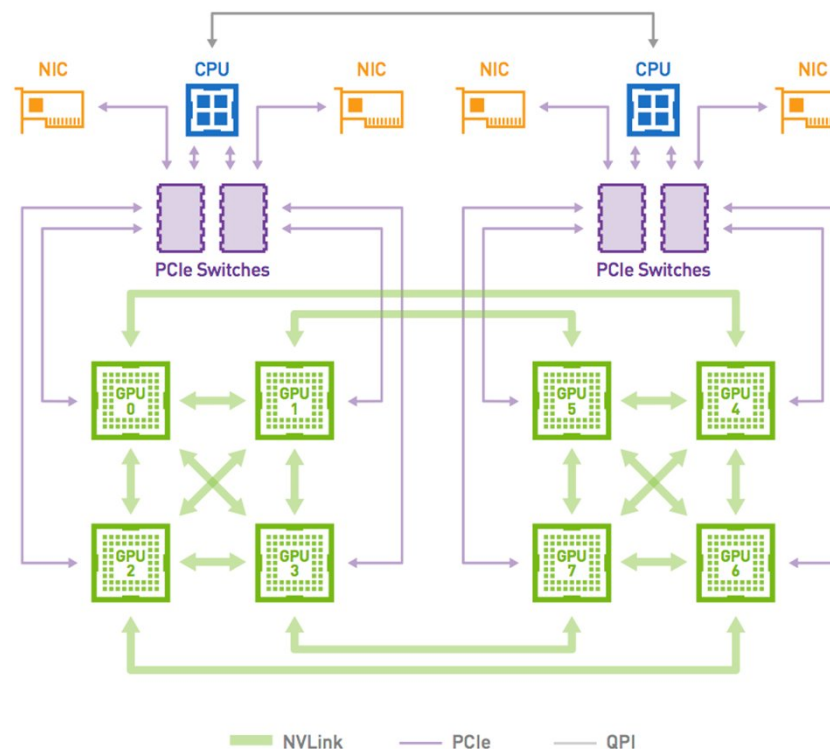 NIC
CPU
NIC
NIC
CPU
NIC
PCIe Switches
PCIe Switches
GPU
0
GPU
1
GPU
5
GPU
4
GPU
2
GPU
3
GPU
7
GPU
6
NVLink
PCIe
QPI